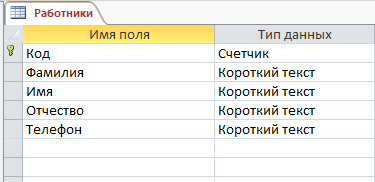 Работники
Имя поля Тип данных
Код Счетчик
Фамилия Короткий текст
Имя Короткий текст
Отчество Короткий текст
Телефон Короткий текст